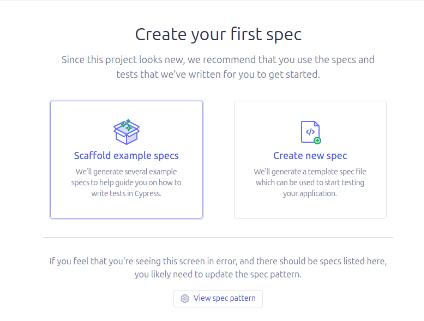 Create your first spec
Since this project looks new, we recommend that you use the specs and
tests that we've written for you to get started.
Scaffold example specs
We'll generate several example
specs to help guide you on how to
write tests in Cypress.
Create new spec
We'll generate a template spec file
which can be used to start testing
your application.
If you feel that you're seeing this screen in error, and there should be specs listed here,
you likely need to update the spec pattern.
View spec pattern